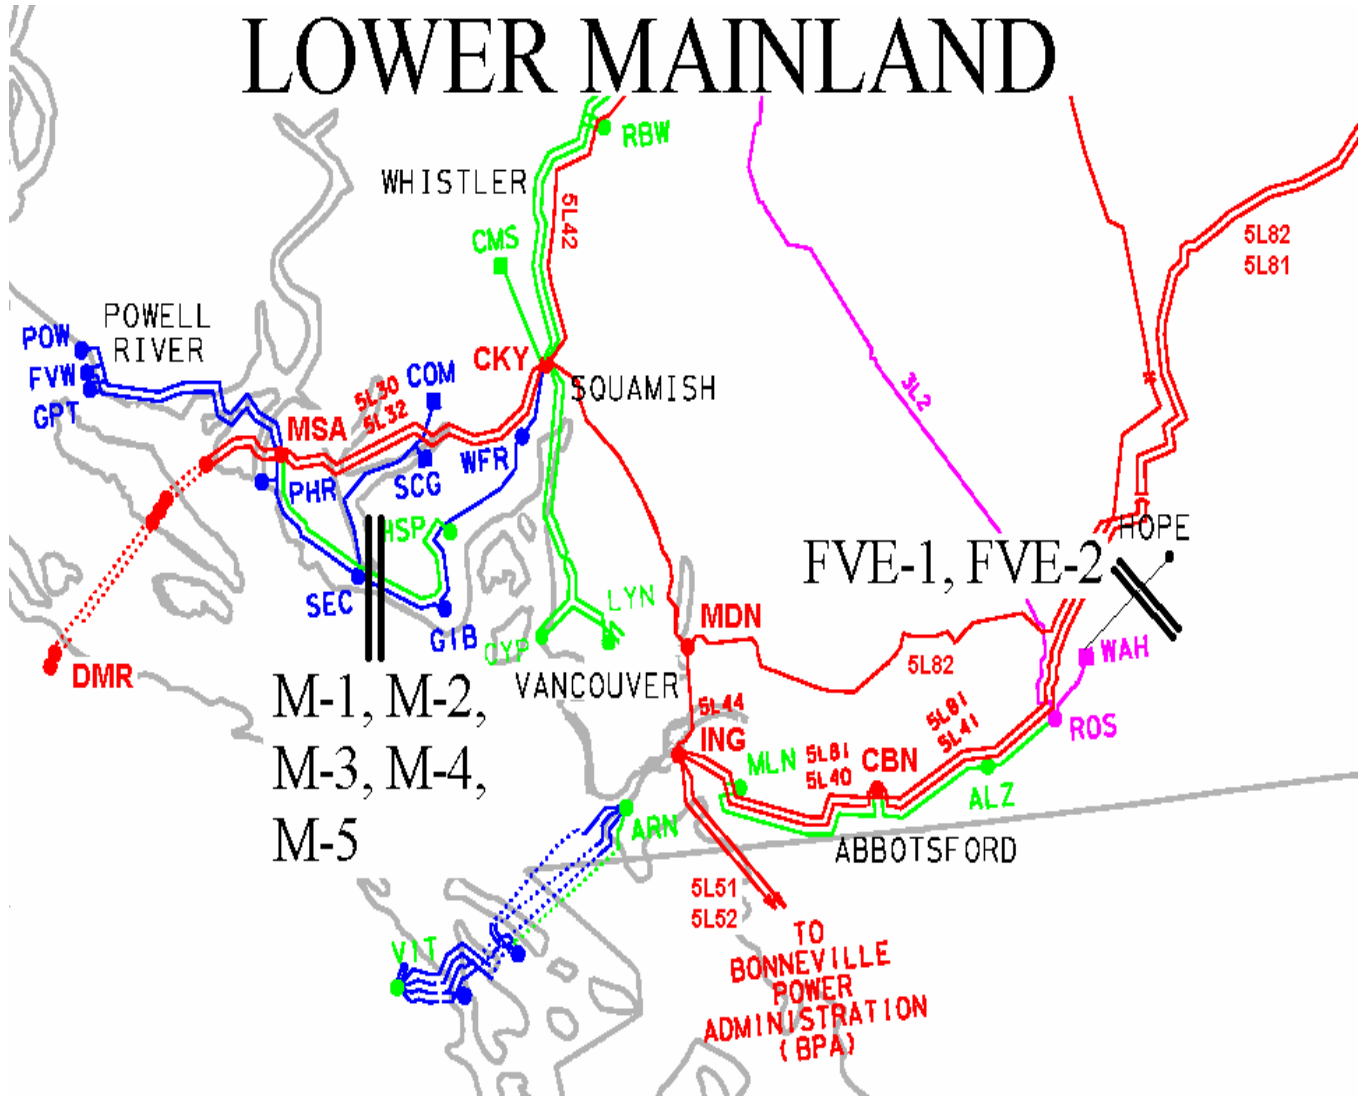 LOWER MAINLAND
RBW
WHISTLER
5L42
CMS
5L82
5L81
POWELL
RIVER
POW
FVW
GPT
CKY
COM
SQUAMISH
3L2
*
5L30
5L32
MSA
WFR
SCG
PHR
HSP
HOPE
FVE-1, FVE-2
SEC
GIB
LYN
CYP
MDN
WAH
5L82
DMR
VANCOUVER
M-1, M-2,
M-3, M-4,
M-5
5L44
ING
ROS
5L81
5L41
MLN
5L81
5L40
CBN
ALZ
ARN
ABBOTSFORD
5L51
5L52
VIT
TO
BONNEVILLE
POWER
ADMINISTRATION
(BPA)